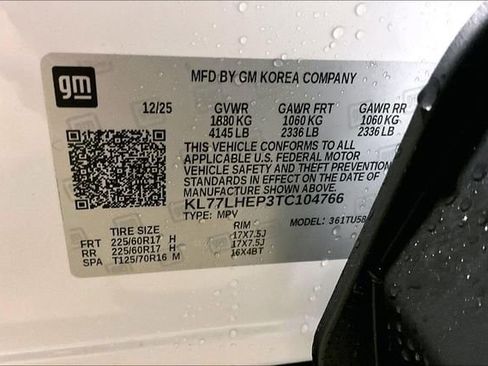 gm
MFD BY GM KOREA COMPANY
12/25 GVWR GAWR FRT GAWR RR
1880 KG 1060 KG 1060 KG
4145 LB 2336 LB 2336 LB
THIS VEHICLE CONFORMS TO ALL
APPLICABLE U.S. FEDERAL MOTOR
VEHICLE SAFETY AND THEFT PREVENTION
STANDARDS IN EFFECT ON THE DATE OF
MANUFACTURE SHOWN ABOVE.
KL77LHEP3TC104766
TYPE: MPV MODEL: 361TU58
TIRE SIZE RIM
FRT 225/60R17 H 17X7.5J
RR 225/60R17 H 17X7.5J
SPA T125/70R16 M 16X4BT